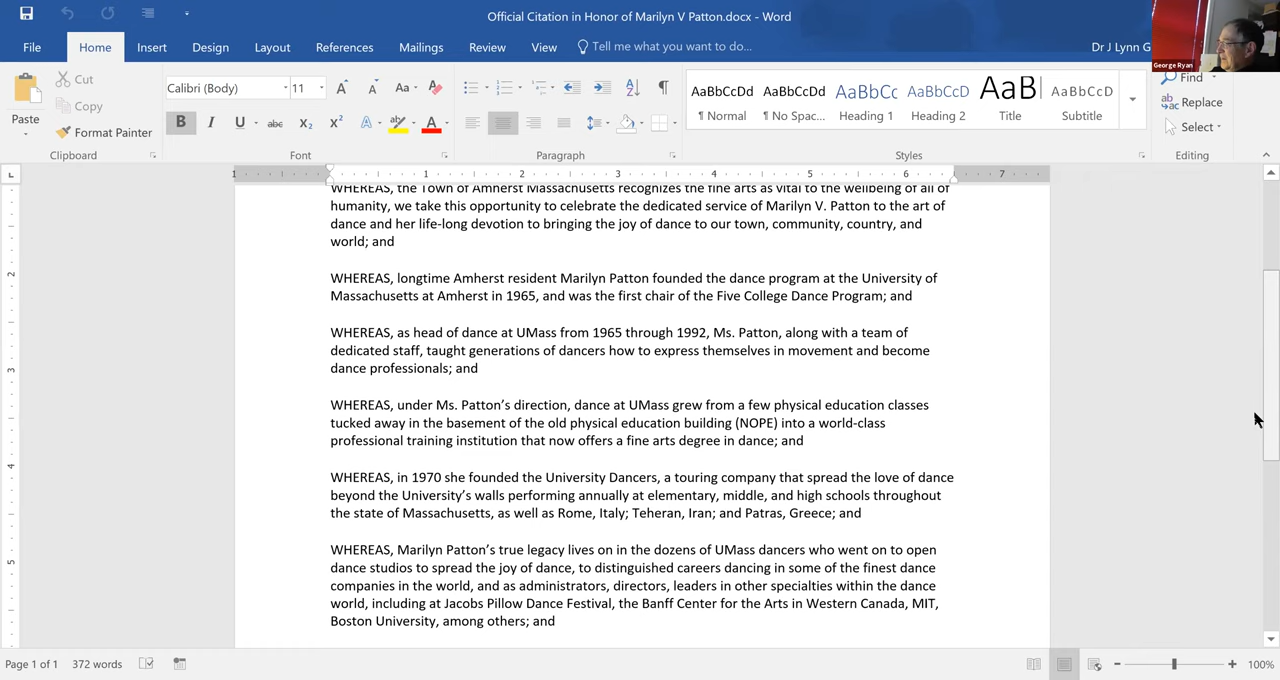 Official Citation in Honor of Marilyn V Patton.docx - Word
File Home Insert Design Layout References Mailings Review View Tell me what you want to do... Dr J Lynn G
George Ryan
Paste
Cut
Copy
Format Painter
Clipboard
Calibri (Body) 11
Font
Paragraph
AaBbCcDd AaBbCcDd AaBbCc AaBbCcD AaB AaBbCcD
¶ Normal ¶ No Spac... Heading 1 Heading 2 Title Subtitle
Styles
Find
Replace
Select
Editing
1 1 2 3 4 5 6 7
WHEREAS, the Town of Amherst Massachusetts recognizes the fine arts as vital to the wellbeing of all of
humanity, we take this opportunity to celebrate the dedicated service of Marilyn V. Patton to the art of
dance and her life-long devotion to bringing the joy of dance to our town, community, country, and
world; and
WHEREAS, longtime Amherst resident Marilyn Patton founded the dance program at the University of
Massachusetts at Amherst in 1965, and was the first chair of the Five College Dance Program; and
WHEREAS, as head of dance at UMass from 1965 through 1992, Ms. Patton, along with a team of
dedicated staff, taught generations of dancers how to express themselves in movement and become
dance professionals; and
WHEREAS, under Ms. Patton’s direction, dance at UMass grew from a few physical education classes
tucked away in the basement of the old physical education building (NOPE) into a world-class
professional training institution that now offers a fine arts degree in dance; and
WHEREAS, in 1970 she founded the University Dancers, a touring company that spread the love of dance
beyond the University’s walls performing annually at elementary, middle, and high schools throughout
the state of Massachusetts, as well as Rome, Italy; Teheran, Iran; and Patras, Greece; and
WHEREAS, Marilyn Patton’s true legacy lives on in the dozens of UMass dancers who went on to open
dance studios to spread the joy of dance, to distinguished careers dancing in some of the finest dance
companies in the world, and as administrators, directors, leaders in other specialties within the dance
world, including at Jacobs Pillow Dance Festival, the Banff Center for the Arts in Western Canada, MIT,
Boston University, among others; and
2
3
4
5
Page 1 of 1 372 words 100%